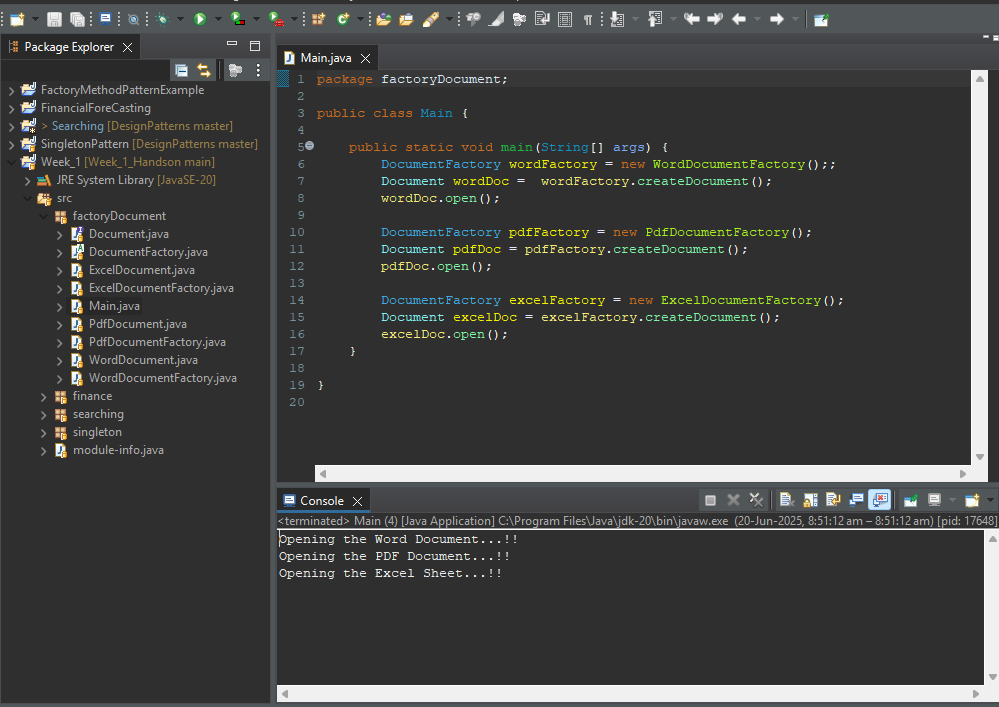 Package Explorer
FactoryMethodPatternExample
FinancialForeCasting
> Searching [DesignPatterns master]
SingletonPattern [DesignPatterns master]
Week_1 [Week_1_Handson main]
JRE System Library [JavaSE-20]
src
factoryDocument
Document.java
DocumentFactory.java
ExcelDocument.java
ExcelDocumentFactory.java
Main.java
PdfDocument.java
PdfDocumentFactory.java
WordDocument.java
WordDocumentFactory.java
finance
searching
singleton
module-info.java
Main.java
1 package factoryDocument;
2
3 public class Main {
4
5     public static void main(String[] args) {
6         DocumentFactory wordFactory = new WordDocumentFactory();;
7         Document wordDoc =  wordFactory.createDocument();
8         wordDoc.open();
9
10         DocumentFactory pdfFactory = new PdfDocumentFactory();
11         Document pdfDoc = pdfFactory.createDocument();
12         pdfDoc.open();
13
14         DocumentFactory excelFactory = new ExcelDocumentFactory();
15         Document excelDoc = excelFactory.createDocument();
16         excelDoc.open();
17     }
18
19 }
20
Console
<terminated> Main (4) [Java Application] C:\Program Files\Java\jdk-20\bin\javaw.exe (20-Jun-2025, 8:51:12 am – 8:51:12 am) [pid: 17648]
Opening the Word Document...!!
Opening the PDF Document...!!
Opening the Excel Sheet...!!